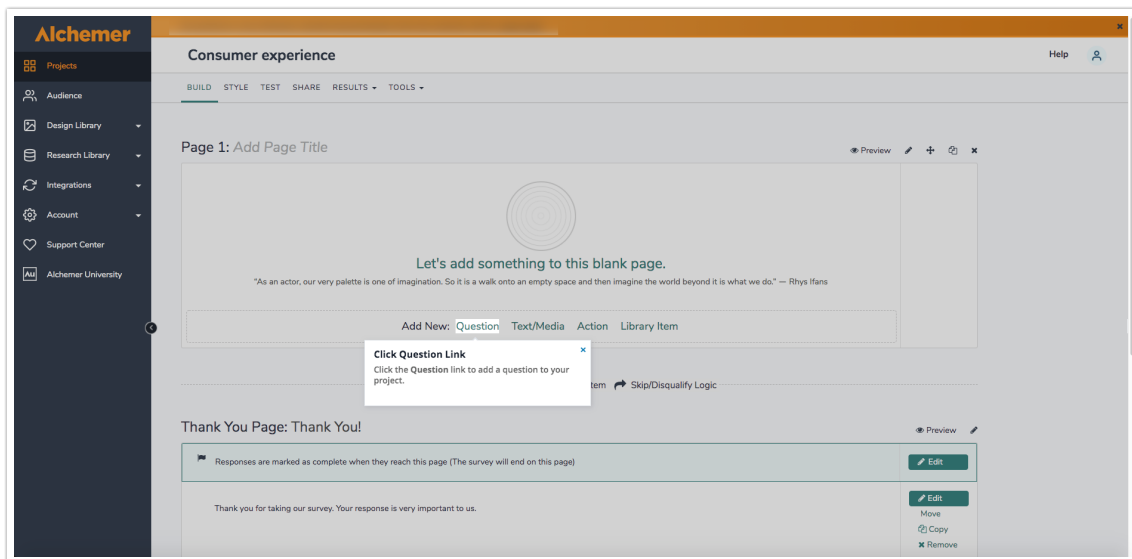 Alchemer
Projects
Audience
Design Library
Research Library
Integrations
Account
Support Center
Au Alchemer University
Consumer experience
Help
BUILD STYLE TEST SHARE RESULTS TOOLS
Page 1: Add Page Title
Preview
Let's add something to this blank page.
"As an actor, our very palette is one of imagination. So it is a walk onto an empty space and then imagine the world beyond it is what we do." — Rhys Ifans
Add New: Question Text/Media Action Library Item
Click Question Link
Click the Question link to add a question to your
project.
tem Skip/Disqualify Logic
Thank You Page: Thank You!
Preview
Responses are marked as complete when they reach this page (The survey will end on this page)
Edit
Thank you for taking our survey. Your response is very important to us.
Edit
Move
Copy
Remove